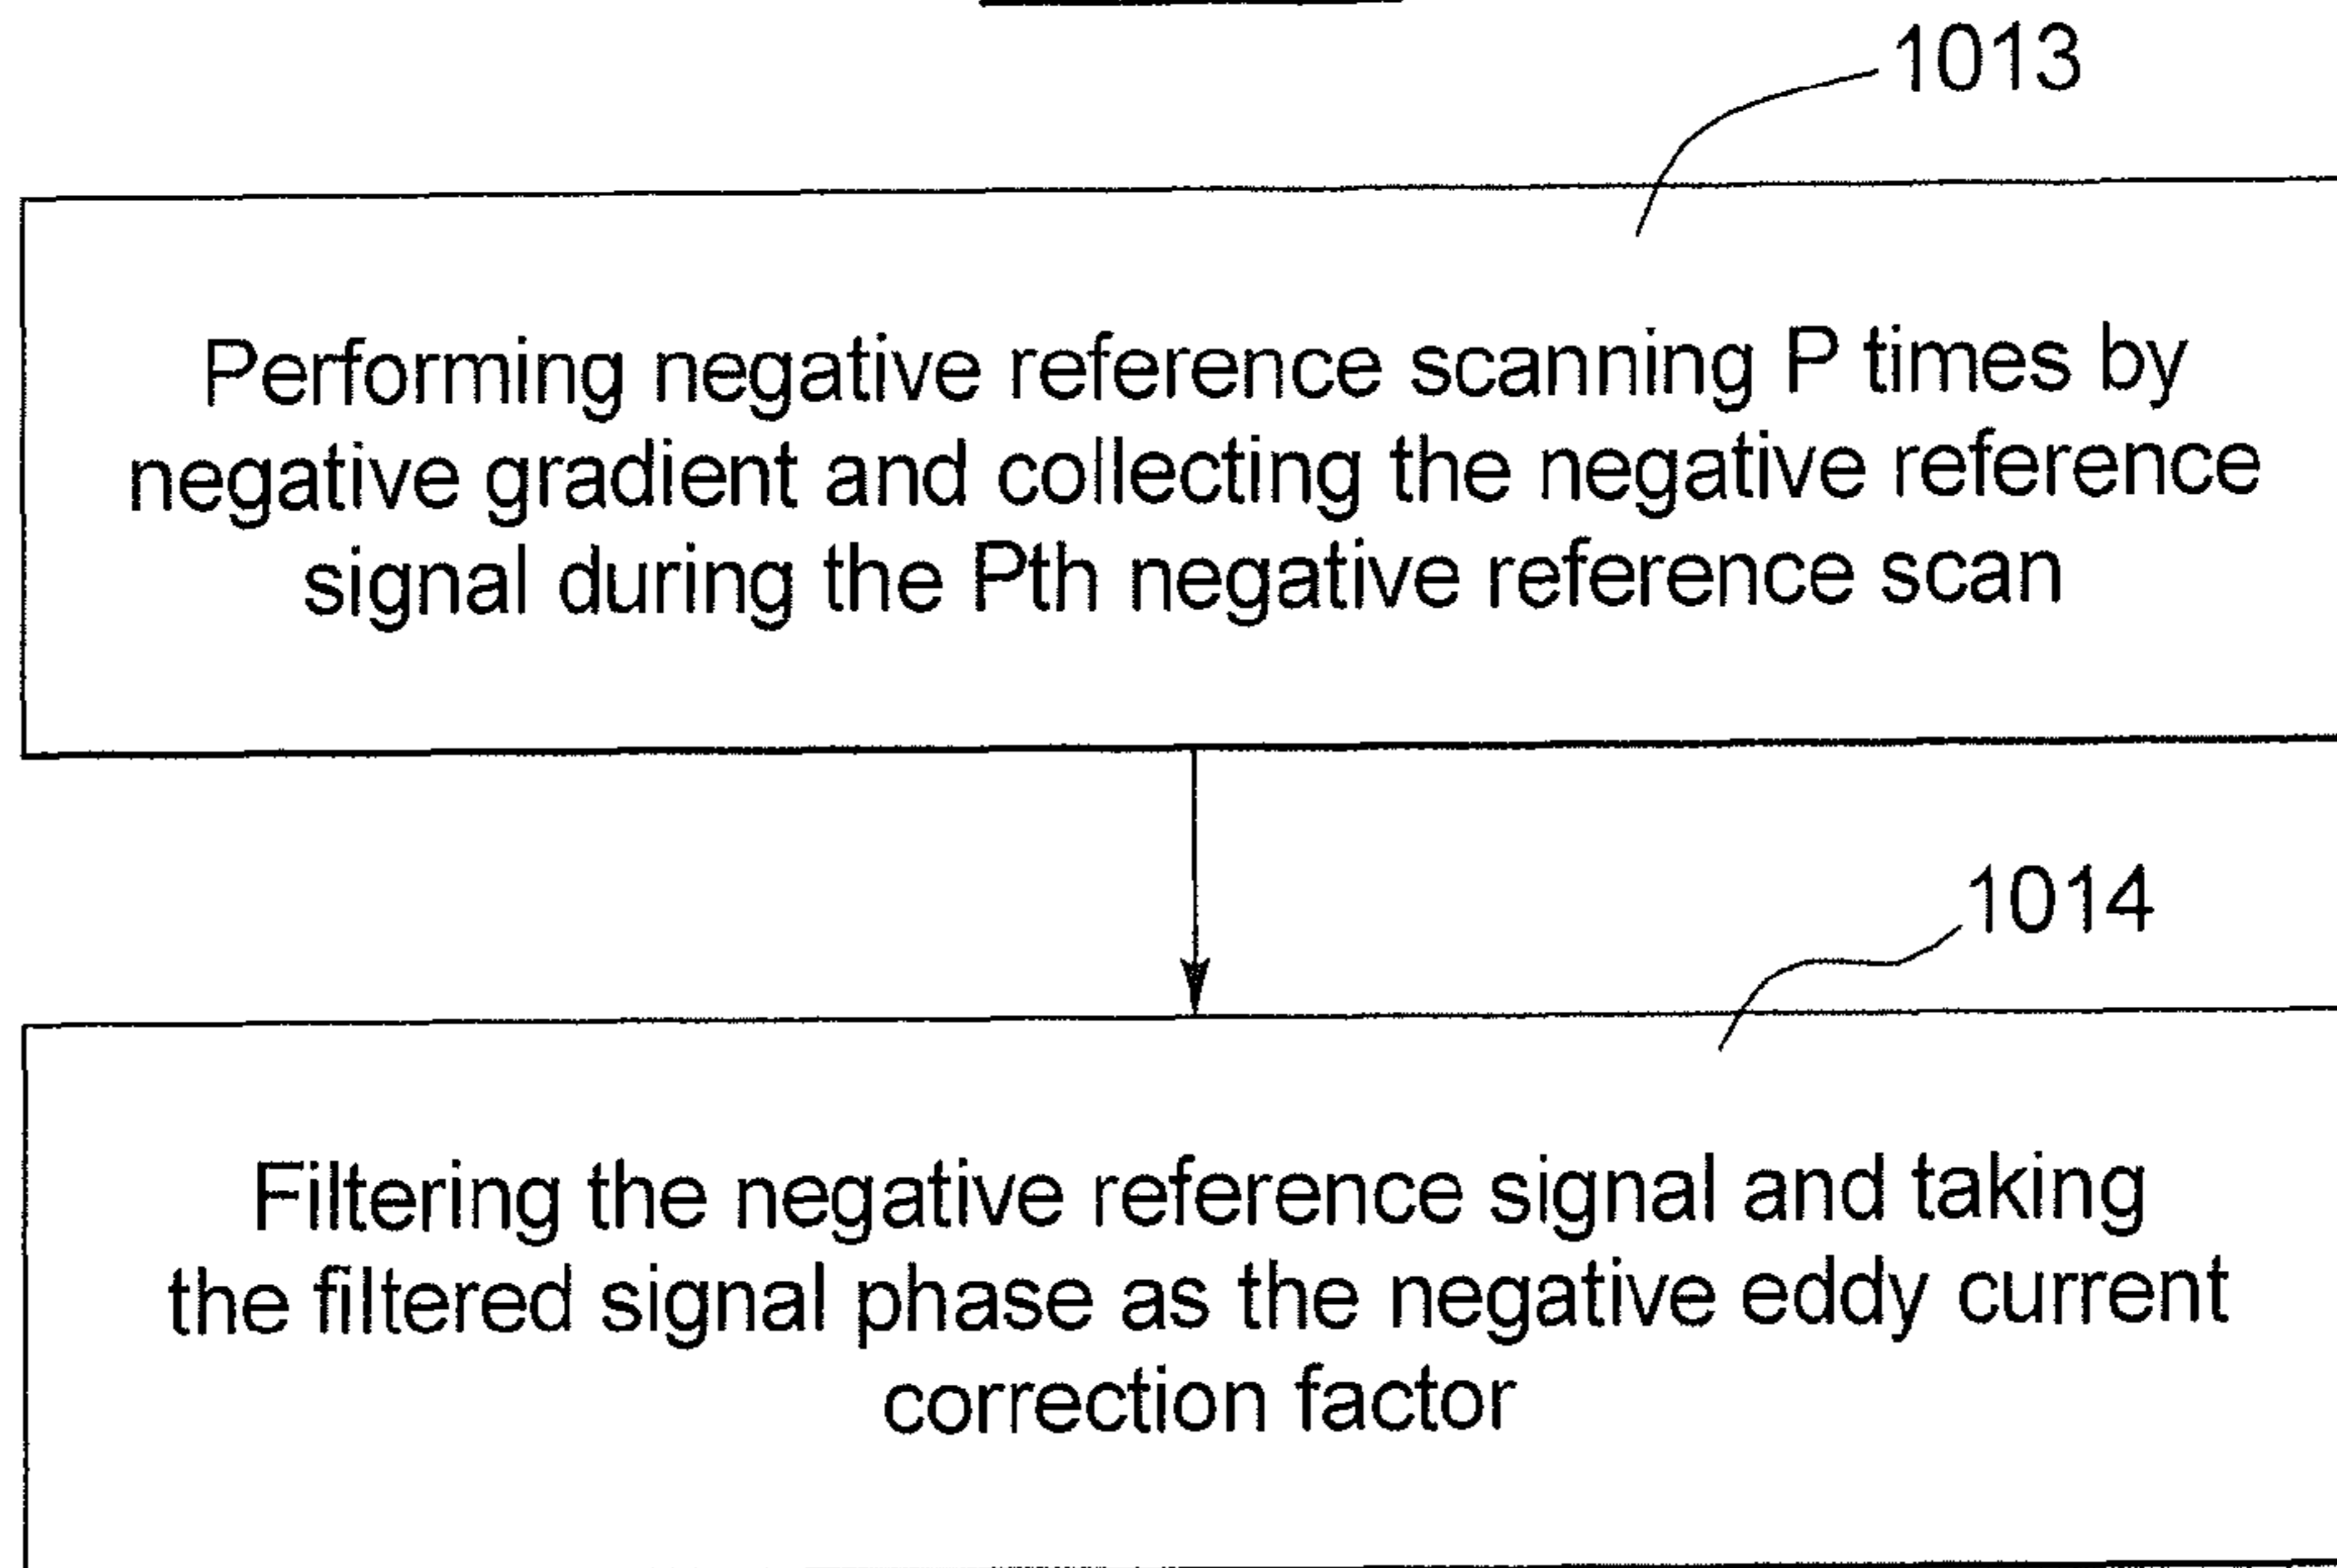 1013
Performing negative reference scanning P times by
negative gradient and collecting the negative reference
signal during the Pth negative reference scan
1014
Filtering the negative reference signal and taking
the filtered signal phase as the negative eddy current
correction factor